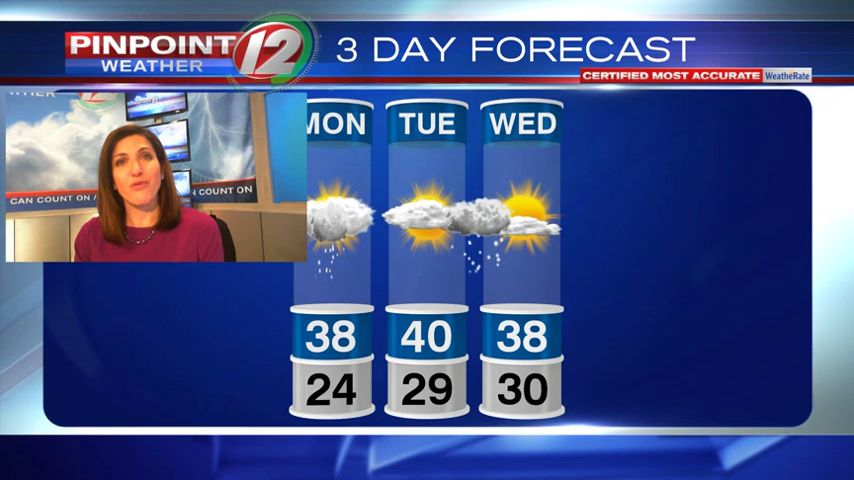 PINPOINT 12
WEATHER
3 DAY FORECAST
CERTIFIED MOST ACCURATE WeatheRate
12
CAN COUNT ON
COUNT ON
MON TUE WED
38 40 38
24 29 30